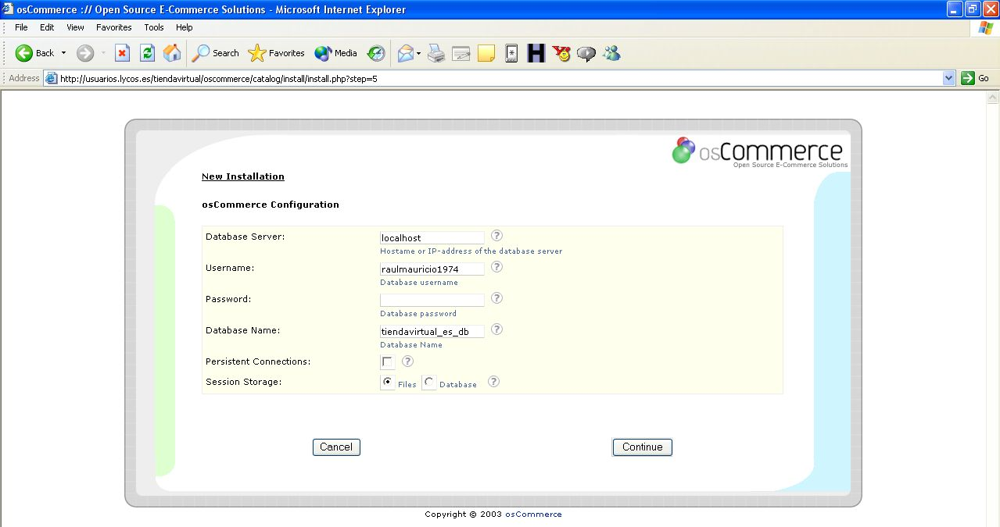 osCommerce :// Open Source E-Commerce Solutions - Microsoft Internet Explorer
File Edit View Favorites Tools Help
Back Search Favorites Media
Address http://usuarios.lycos.es/tiendavirtual/oscommerce/catalog/install/install.php?step=5 Go
osCommerce
Open Source E-Commerce Solutions
New Installation
osCommerce Configuration
Database Server: localhost ?
Hostame or IP-address of the database server
Username: raulmauricio1974 ?
Database username
Password: ?
Database password
Database Name: tiendavirtual_es_db ?
Database Name
Persistent Connections: ?
Session Storage: Files Database ?
Cancel Continue
Copyright © 2003 osCommerce